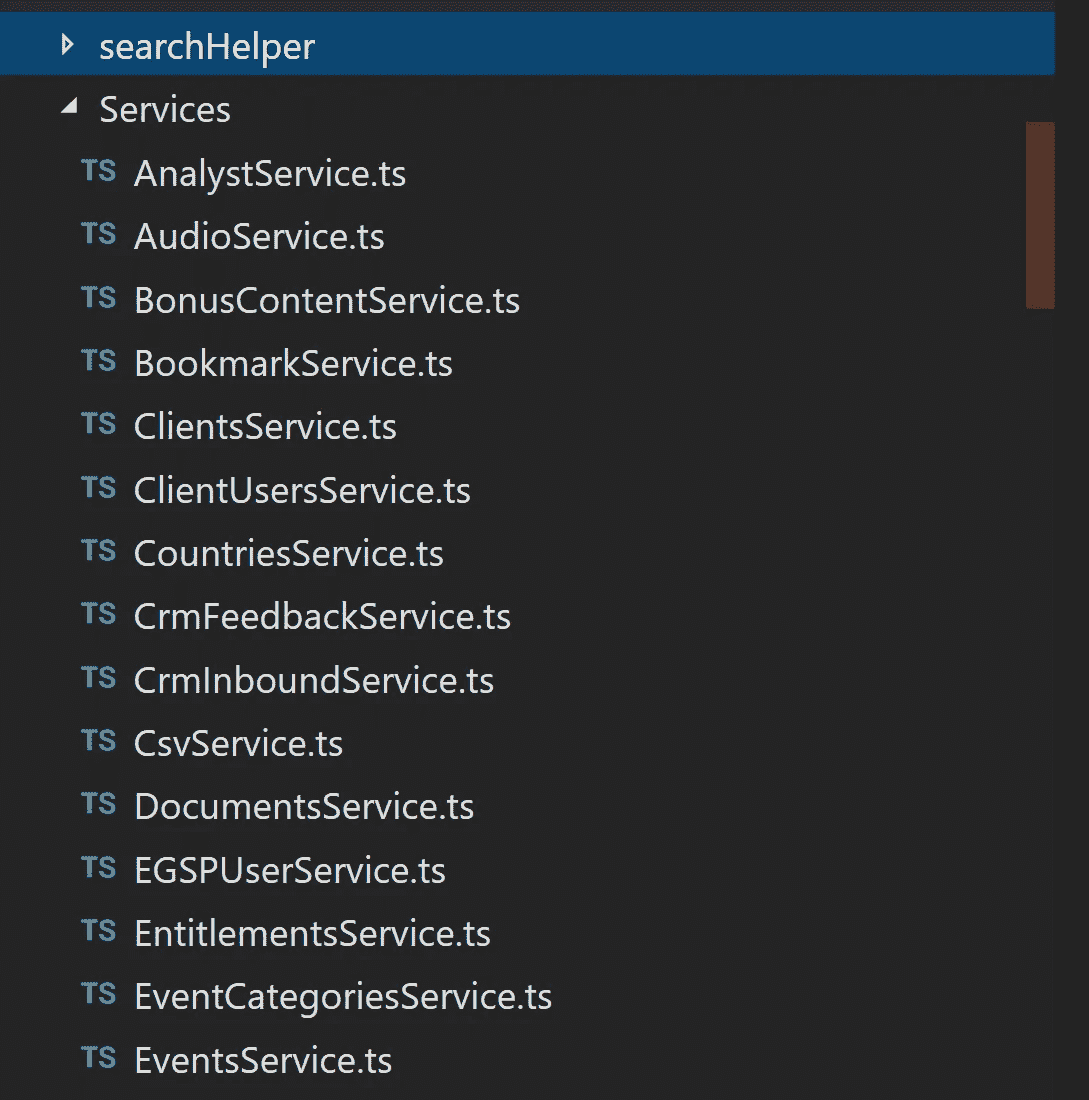 searchHelper
Services
TS AnalystService.ts
TS AudioService.ts
TS BonusContentService.ts
TS BookmarkService.ts
TS ClientsService.ts
TS ClientUsersService.ts
TS CountriesService.ts
TS CrmFeedbackService.ts
TS CrmInboundService.ts
TS CsvService.ts
TS DocumentsService.ts
TS EGSPUserService.ts
TS EntitlementsService.ts
TS EventCategoriesService.ts
TS EventsService.ts